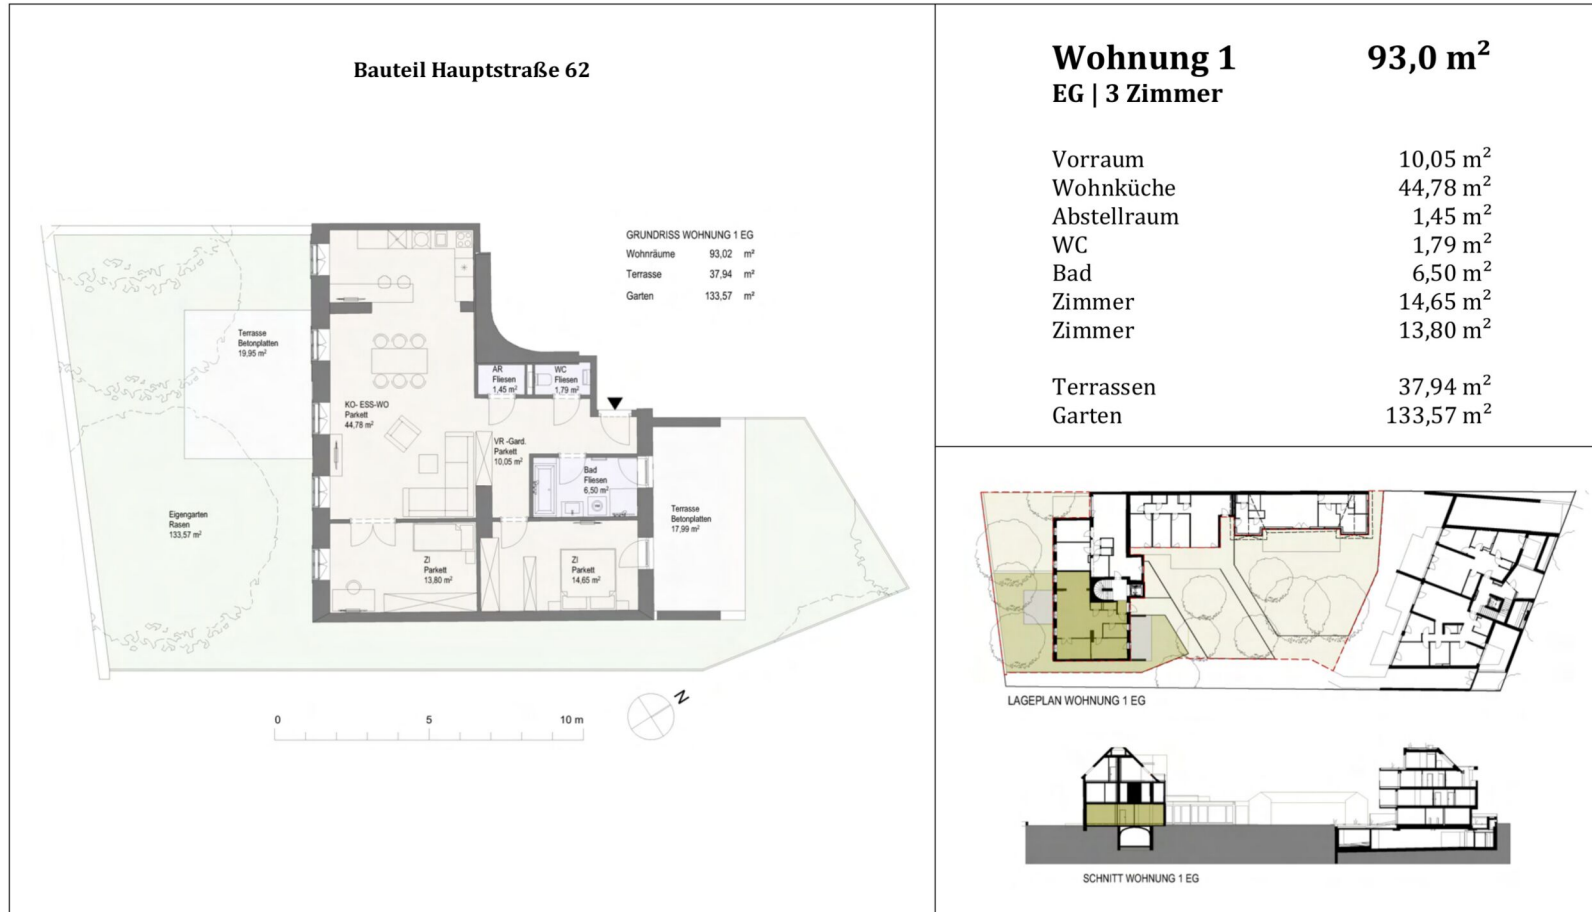 Bauteil Hauptstraße 62
GRUNDRISS WOHNUNG 1 EG
Wohnräume 93,02 m²
Terrasse 37,94 m²
Garten 133,57 m²
Terrasse
Betonplatten
19,95 m²
AR
Fliesen
1,45 m²
WC
Fliesen
1,79 m²
KO- ESS-WO
Parkett
44,78 m²
VR -Gard.
Parkett
10,05 m²
Bad
Fliesen
6,50 m²
Eigengarten
Rasen
133,57 m²
Terrasse
Betonplatten
17,99 m²
ZI
Parkett
13,80 m²
ZI
Parkett
14,65 m²
0 5 10 m
N
Wohnung 1 93,0 m²
EG | 3 Zimmer
Vorraum 10,05 m²
Wohnküche 44,78 m²
Abstellraum 1,45 m²
WC 1,79 m²
Bad 6,50 m²
Zimmer 14,65 m²
Zimmer 13,80 m²
Terrassen 37,94 m²
Garten 133,57 m²
LAGEPLAN WOHNUNG 1 EG
SCHNITT WOHNUNG 1 EG